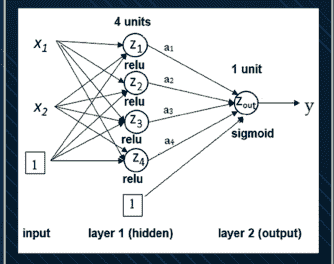 4 units
x₁
z₁
a₁
relu
z₂
a₂
1 unit
x₂
relu
z₃
a₃
z_out
y
relu
sigmoid
1
z₄
a₄
relu
1
input
layer 1 (hidden)
layer 2 (output)